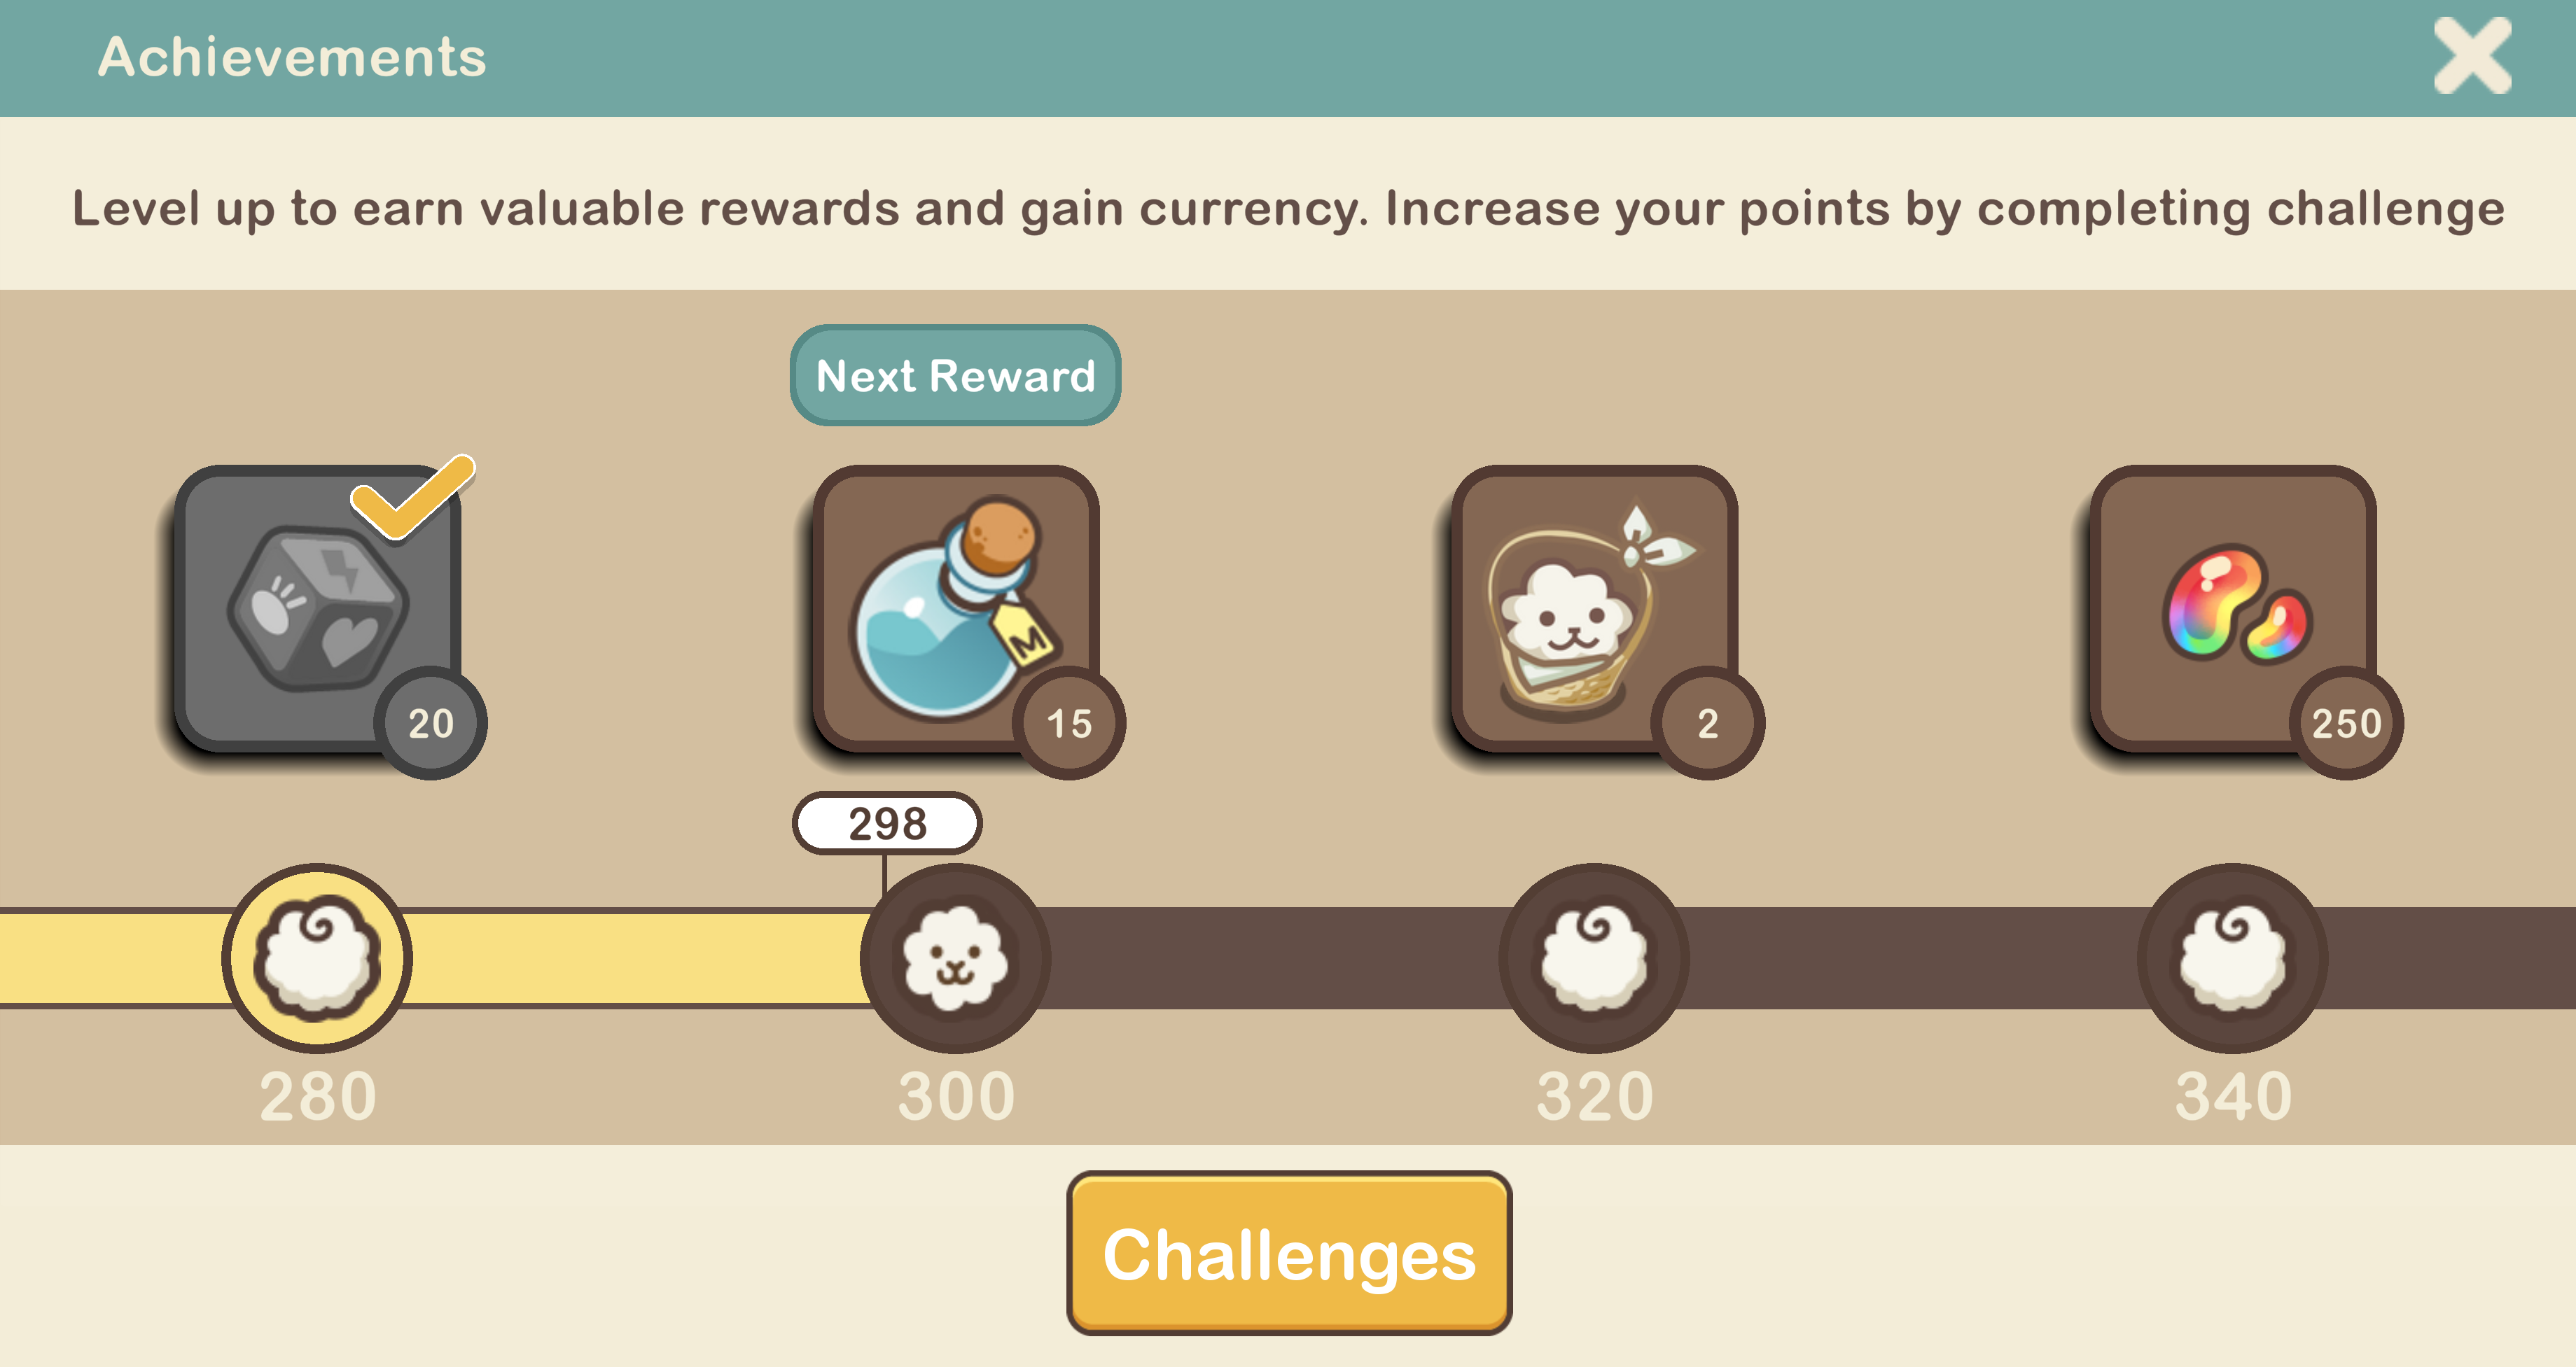 Achievements
Level up to earn valuable rewards and gain currency. Increase your points by completing challenge
Next Reward
M
20
15
2
250
298
280
300
320
340
Challenges